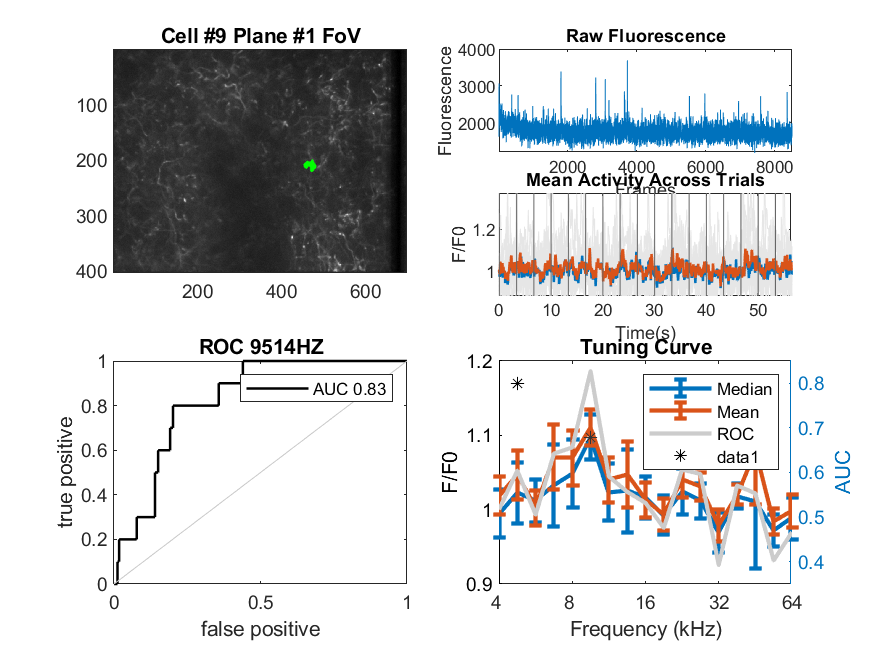 Cell #9 Plane #1 FoV
100
200
300
400
200
400
600
Raw Fluorescence
Fluorescence
4000
3000
2000
2000
4000
6000
8000
Frames
Mean Activity Across Trials
F/F0
1.2
1
0
10
20
30
40
50
Time(s)
ROC 9514HZ
true positive
1
0.8
0.6
0.4
0.2
0
AUC 0.83
0
0.5
1
false positive
Tuning Curve
F/F0
1.2
1.1
1
0.9
Median
Mean
ROC
data1
0.8
0.7
0.6
0.5
0.4
AUC
4
8
16
32
64
Frequency (kHz)